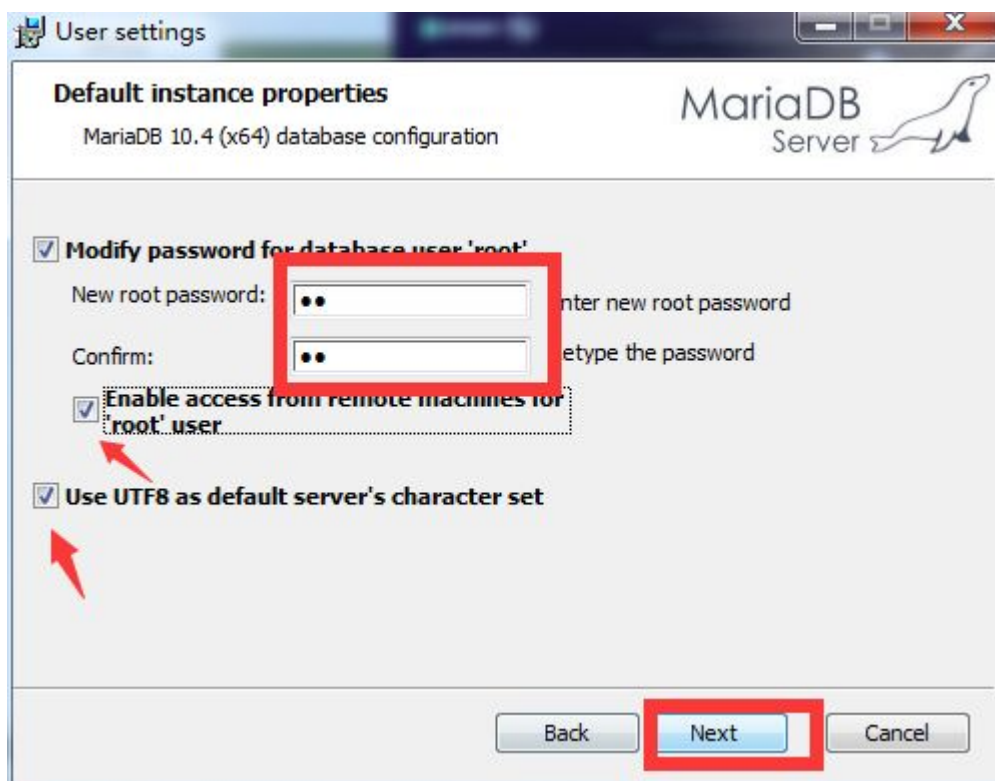 User settings
Default instance properties
MariaDB 10.4 (x64) database configuration
MariaDB
Server
Modify password for database user 'root'
New root password:
nter new root password
Confirm:
etype the password
Enable access from remote machines for
'root' user
Use UTF8 as default server's character set
Back
Next
Cancel